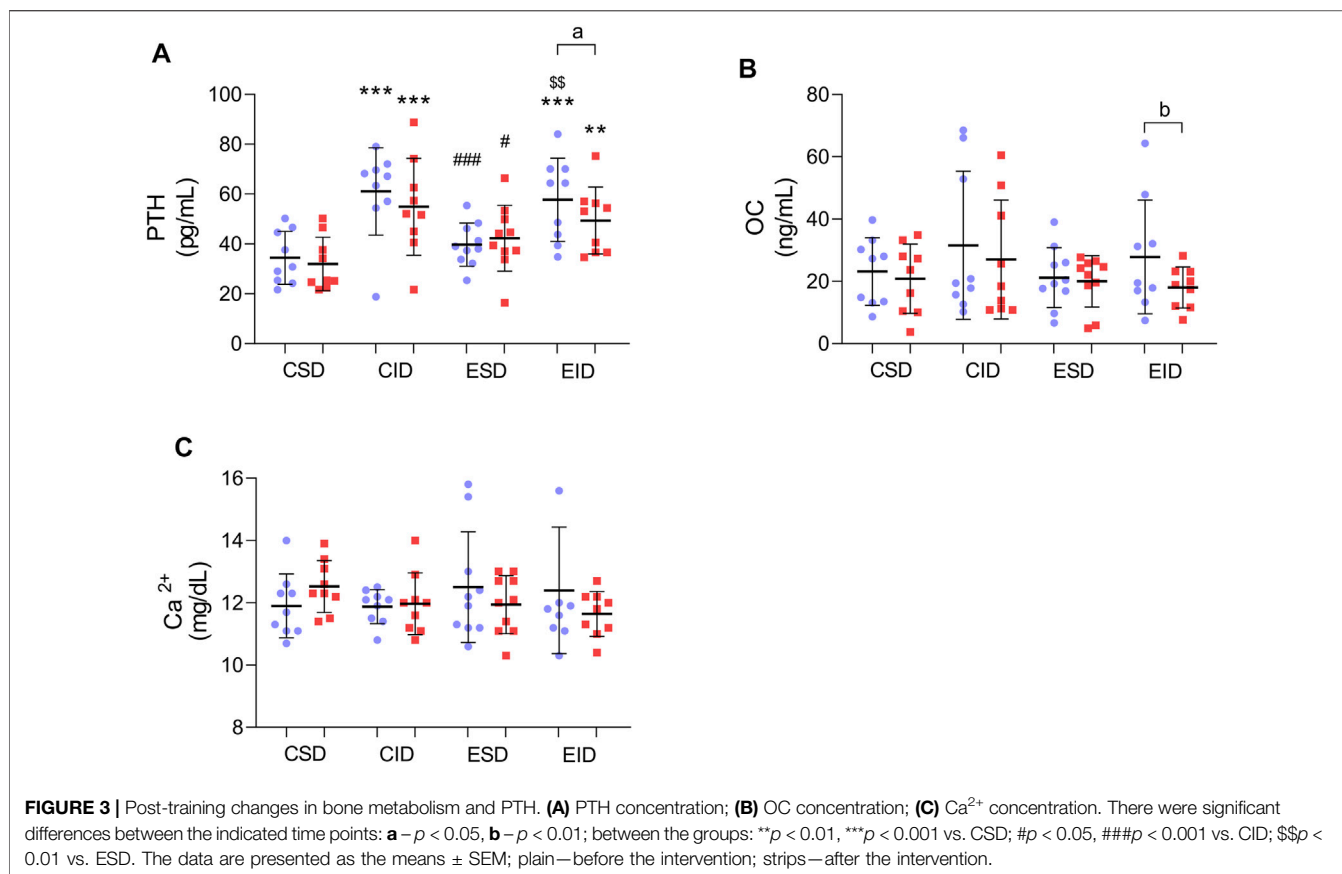 A
a
$$
*** *** *** **
### #
100
80
60
40
20
0
PTH
(pg/mL)
CSD CID ESD EID
B
b
80
60
40
20
0
OC
(ng/mL)
CSD CID ESD EID
C
16
14
12
10
8
Ca2+
(mg/dL)
CSD CID ESD EID
FIGURE 3 | Post-training changes in bone metabolism and PTH. (A) PTH concentration; (B) OC concentration; (C) Ca2+ concentration. There were significant
differences between the indicated time points: a – p < 0.05, b – p < 0.01; between the groups: **p < 0.01, ***p < 0.001 vs. CSD; #p < 0.05, ###p < 0.001 vs. CID; $$p <
0.01 vs. ESD. The data are presented as the means ± SEM; plain—before the intervention; strips—after the intervention.